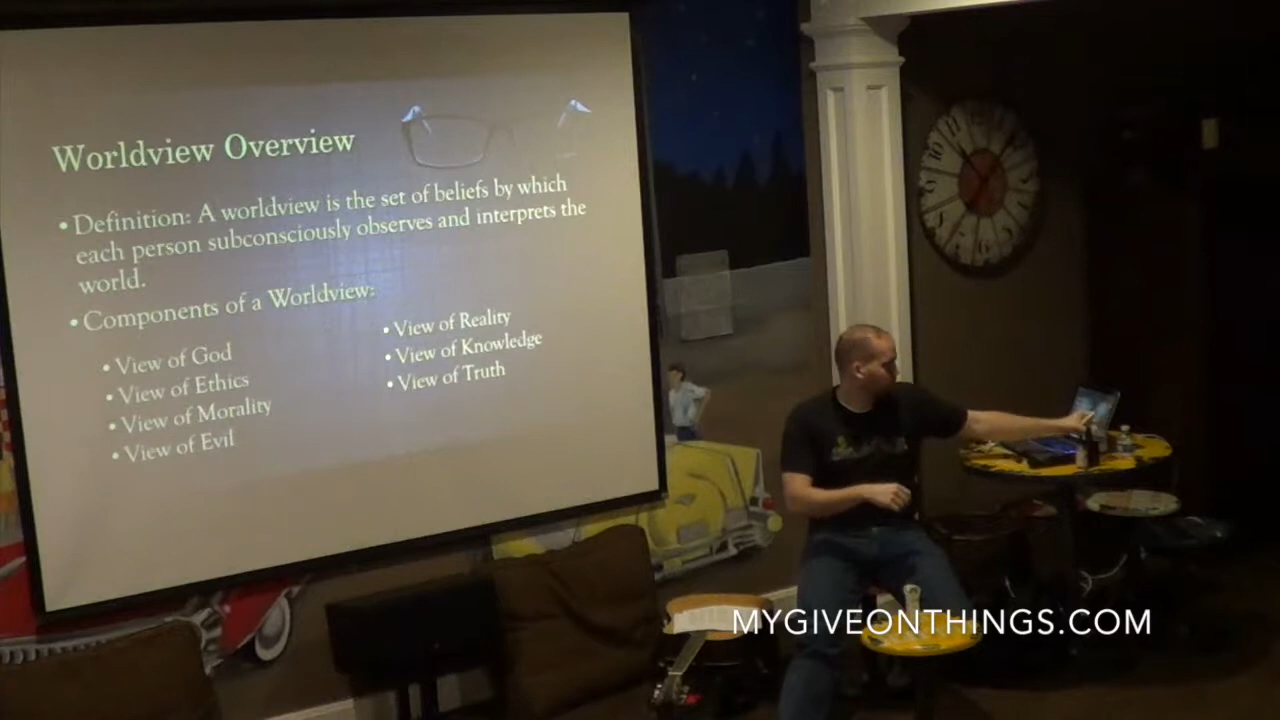 Worldview Overview
• Definition: A worldview is the set of beliefs by which
each person subconsciously observes and interprets the
world.
• Components of a Worldview:
• View of God
• View of Ethics
• View of Morality
• View of Evil
• View of Reality
• View of Knowledge
• View of Truth
MYGIVEONTHINGS.COM